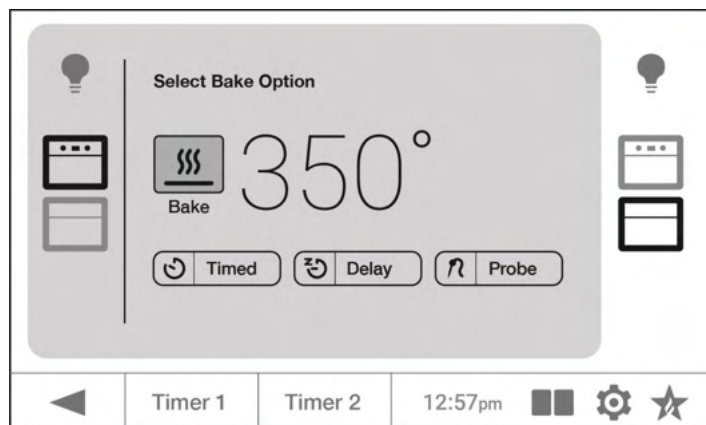 Select Bake Option
350°
Bake
Timed
Delay
Probe
Timer 1
Timer 2
12:57pm